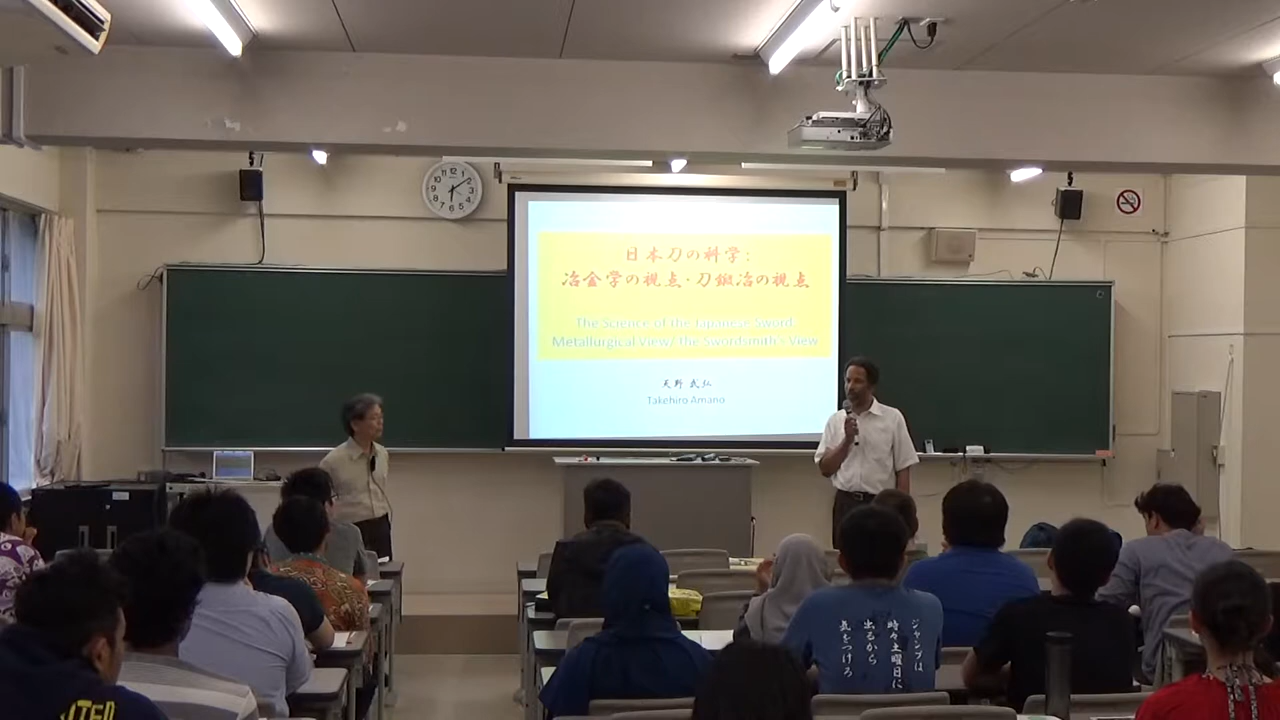 日本刀の科学:
冶金学の視点・刀鍛冶の視点
The Science of the Japanese Sword:
Metallurgical View/ the Swordsmith's View
天野 武弘
Takehiro Amano
ジャンプは
時々土曜日に
出るから
気をつけろ
UTED